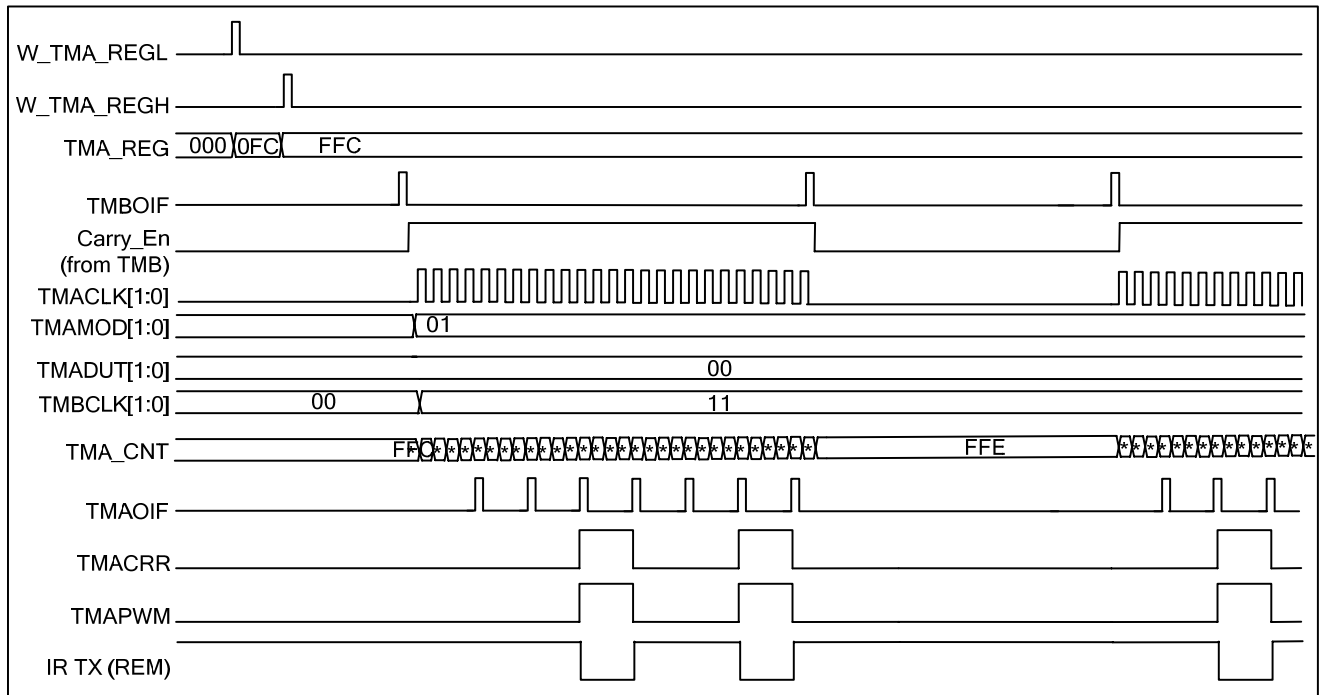 W_TMA_REGL
W_TMA_REGH
TMA_REG 000 0FC FFC
TMBOIF
Carry_En
(from TMB)
TMACLK[1:0]
TMAMOD[1:0] 01
TMADUT[1:0] 00
TMBCLK[1:0] 00 11
TMA_CNT FFE
TMAOIF
TMACRR
TMAPWM
IR TX (REM)